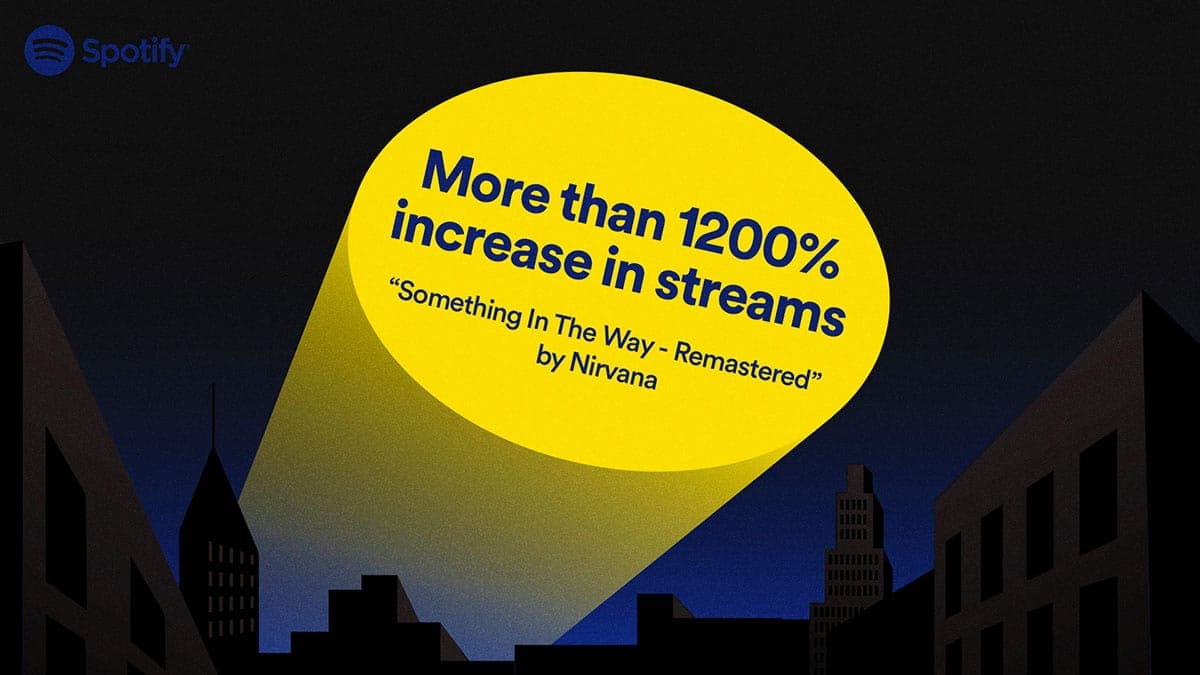 Spotify
More than 1200%
increase in streams
“Something In The Way - Remastered”
by Nirvana